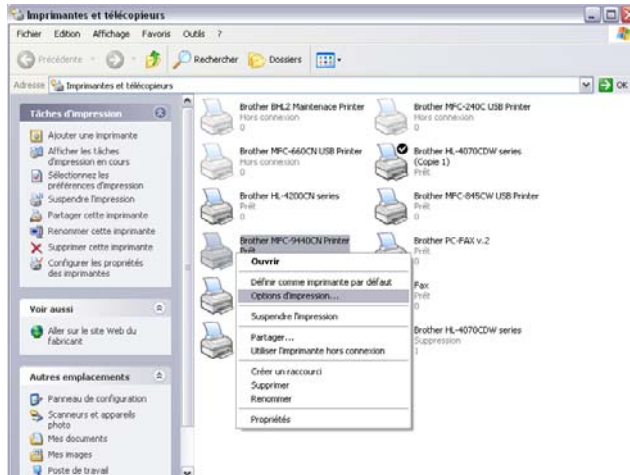 Imprimantes et télécopieurs
Fichier Edition Affichage Favoris Outils ?
Précédente Rechercher Dossiers
Adresse Imprimantes et télécopieurs OK
Tâches d'impression
Ajouter une imprimante
Afficher les tâches
d'impression en cours
Sélectionnez les
préférences d'impression
Suspendre l'impression
Partager cette imprimante
Renommer cette imprimante
Supprimer cette imprimante
Configurer les propriétés
des imprimantes
Voir aussi
Aller sur le site Web du
fabricant
Autres emplacements
Panneau de configuration
Scanneurs et appareils
photo
Mes documents
Mes images
Poste de travail
Brother BHL2 Maintenace Printer
Hors connexion
0
Brother MFC-240C USB Printer
Hors connexion
0
Brother MFC-660CN USB Printer
Hors connexion
0
Brother HL-4070CDW series
(Copie 1)
Prêt
Brother HL-4200CN series
Prêt
0
Brother MFC-845CW USB Printer
Prêt
0
Brother MFC-9440CN Printer
Prêt
Brother PC-FAX v.2
Prêt
0
Fax
Prêt
0
Brother HL-4070CDW series
Suppression
1
Ouvrir
Définir comme imprimante par défaut
Options d'impression...
Suspendre l'impression
Partager...
Utiliser l'imprimante hors connexion
Créer un raccourci
Supprimer
Renommer
Propriétés